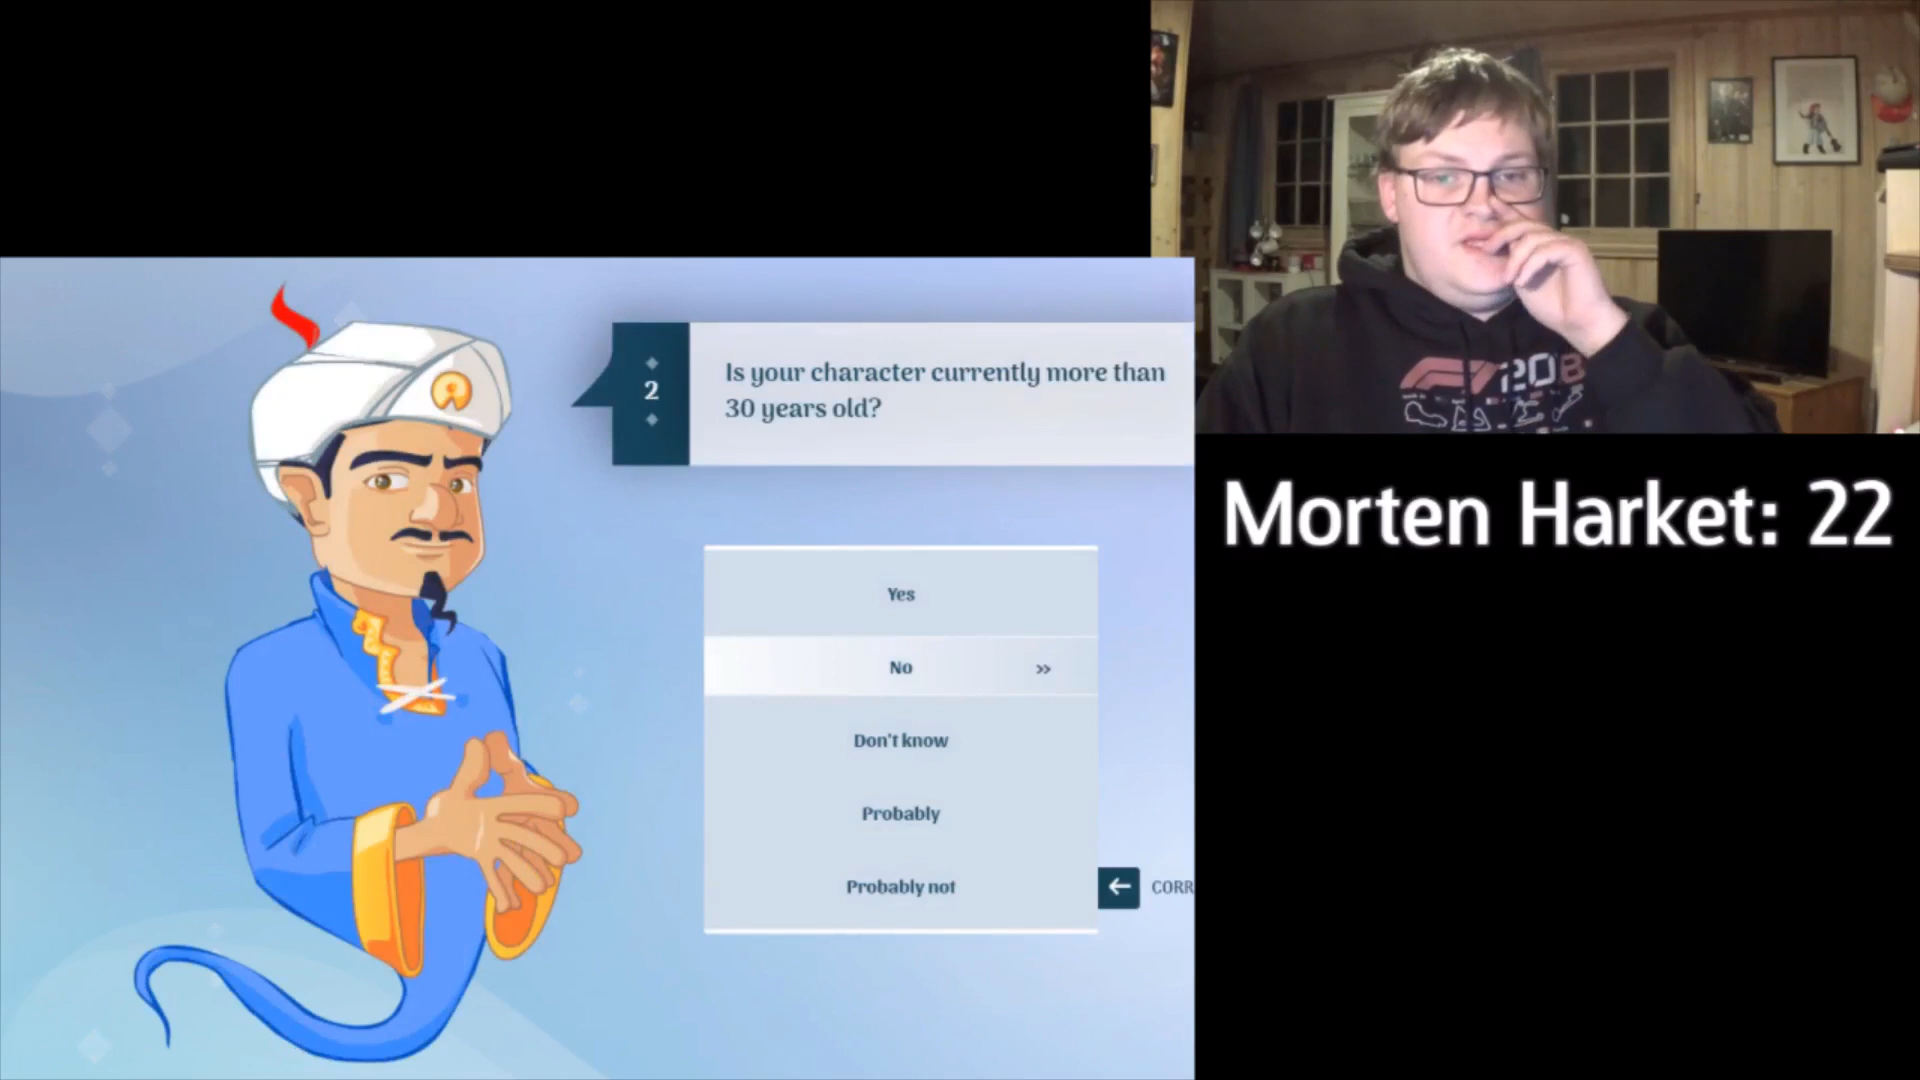 2
Is your character currently more than
30 years old?
Yes
No
Don't know
Probably
Probably not
CORR
Morten Harket: 22